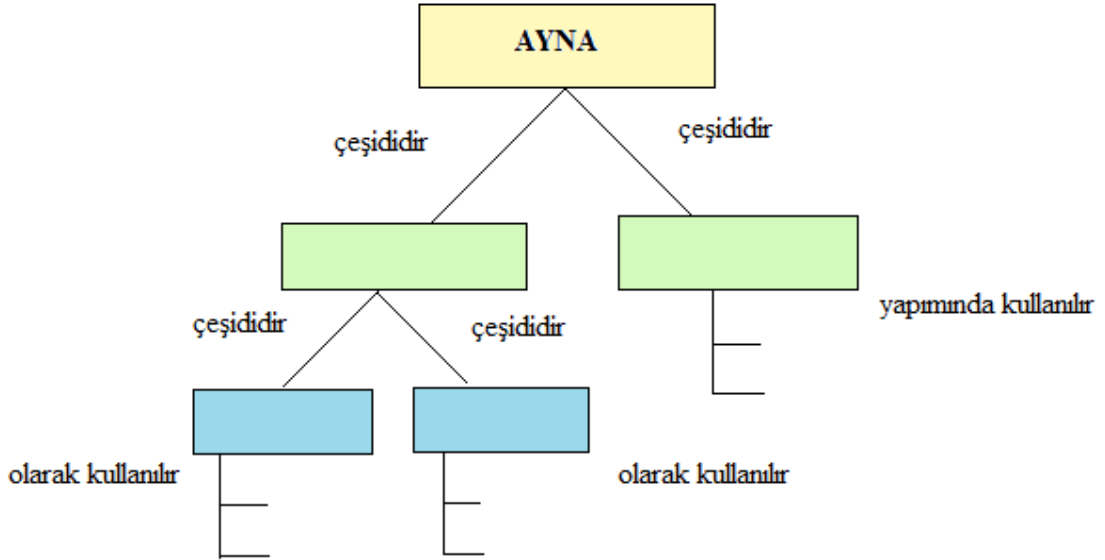 AYNA
çeşididir
çeşididir
yapımında kullanılır
çeşididir
çeşididir
olarak kullanılır
olarak kullanılır